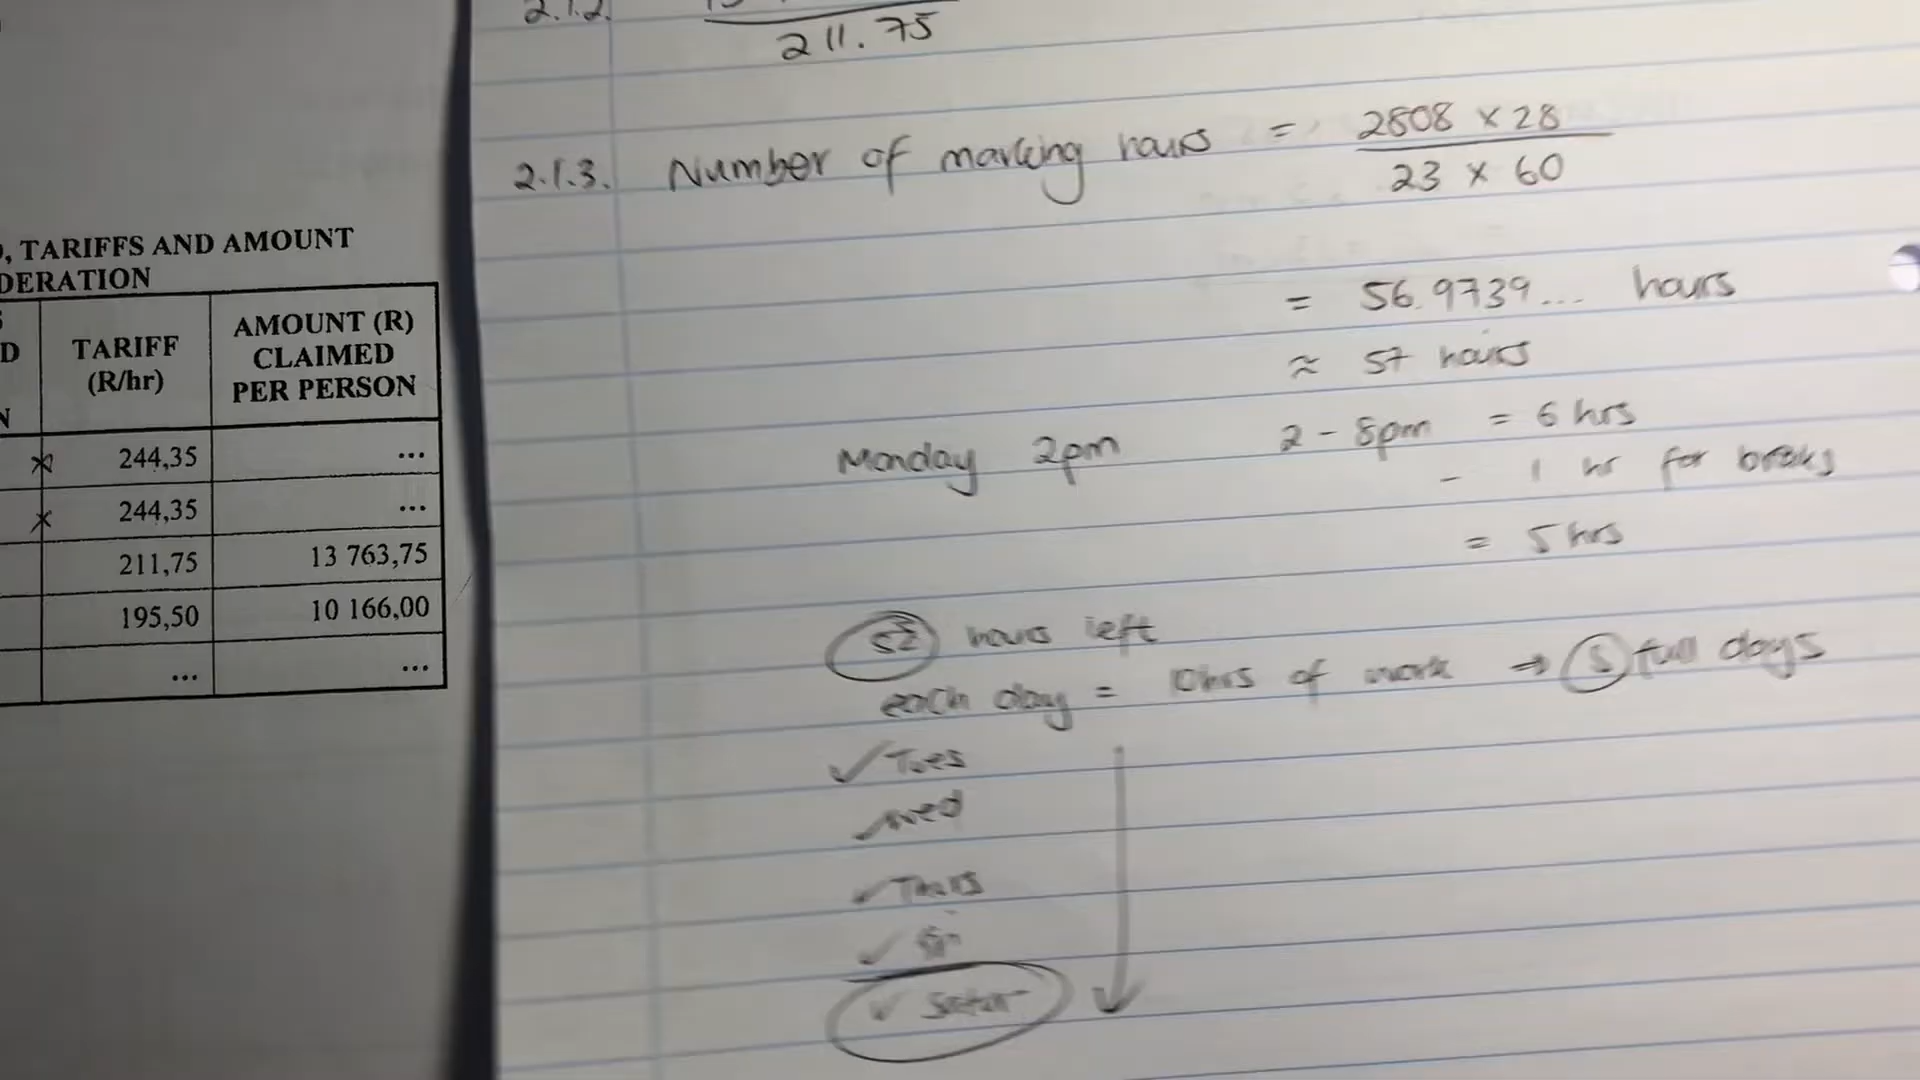 2.1.2.
211.75
2.1.3. Number of marking hours = 2808 x 28
23 x 60
= 56.9739... hours
≈ 57 hours
Monday 2pm 2 - 8pm = 6 hrs
- 1 hr for breaks
= 5 hrs
52 hours left
each day = 10hrs of work ⇒ 5 full days
✓ Tues
✓ Wed
✓ Thurs
✓ Fri
✓ Satur
, TARIFFS AND AMOUNT
DERATION
D
N
TARIFF
(R/hr)
AMOUNT (R)
CLAIMED
PER PERSON
244,35 ...
244,35 ...
211,75 13 763,75
195,50 10 166,00
... ...